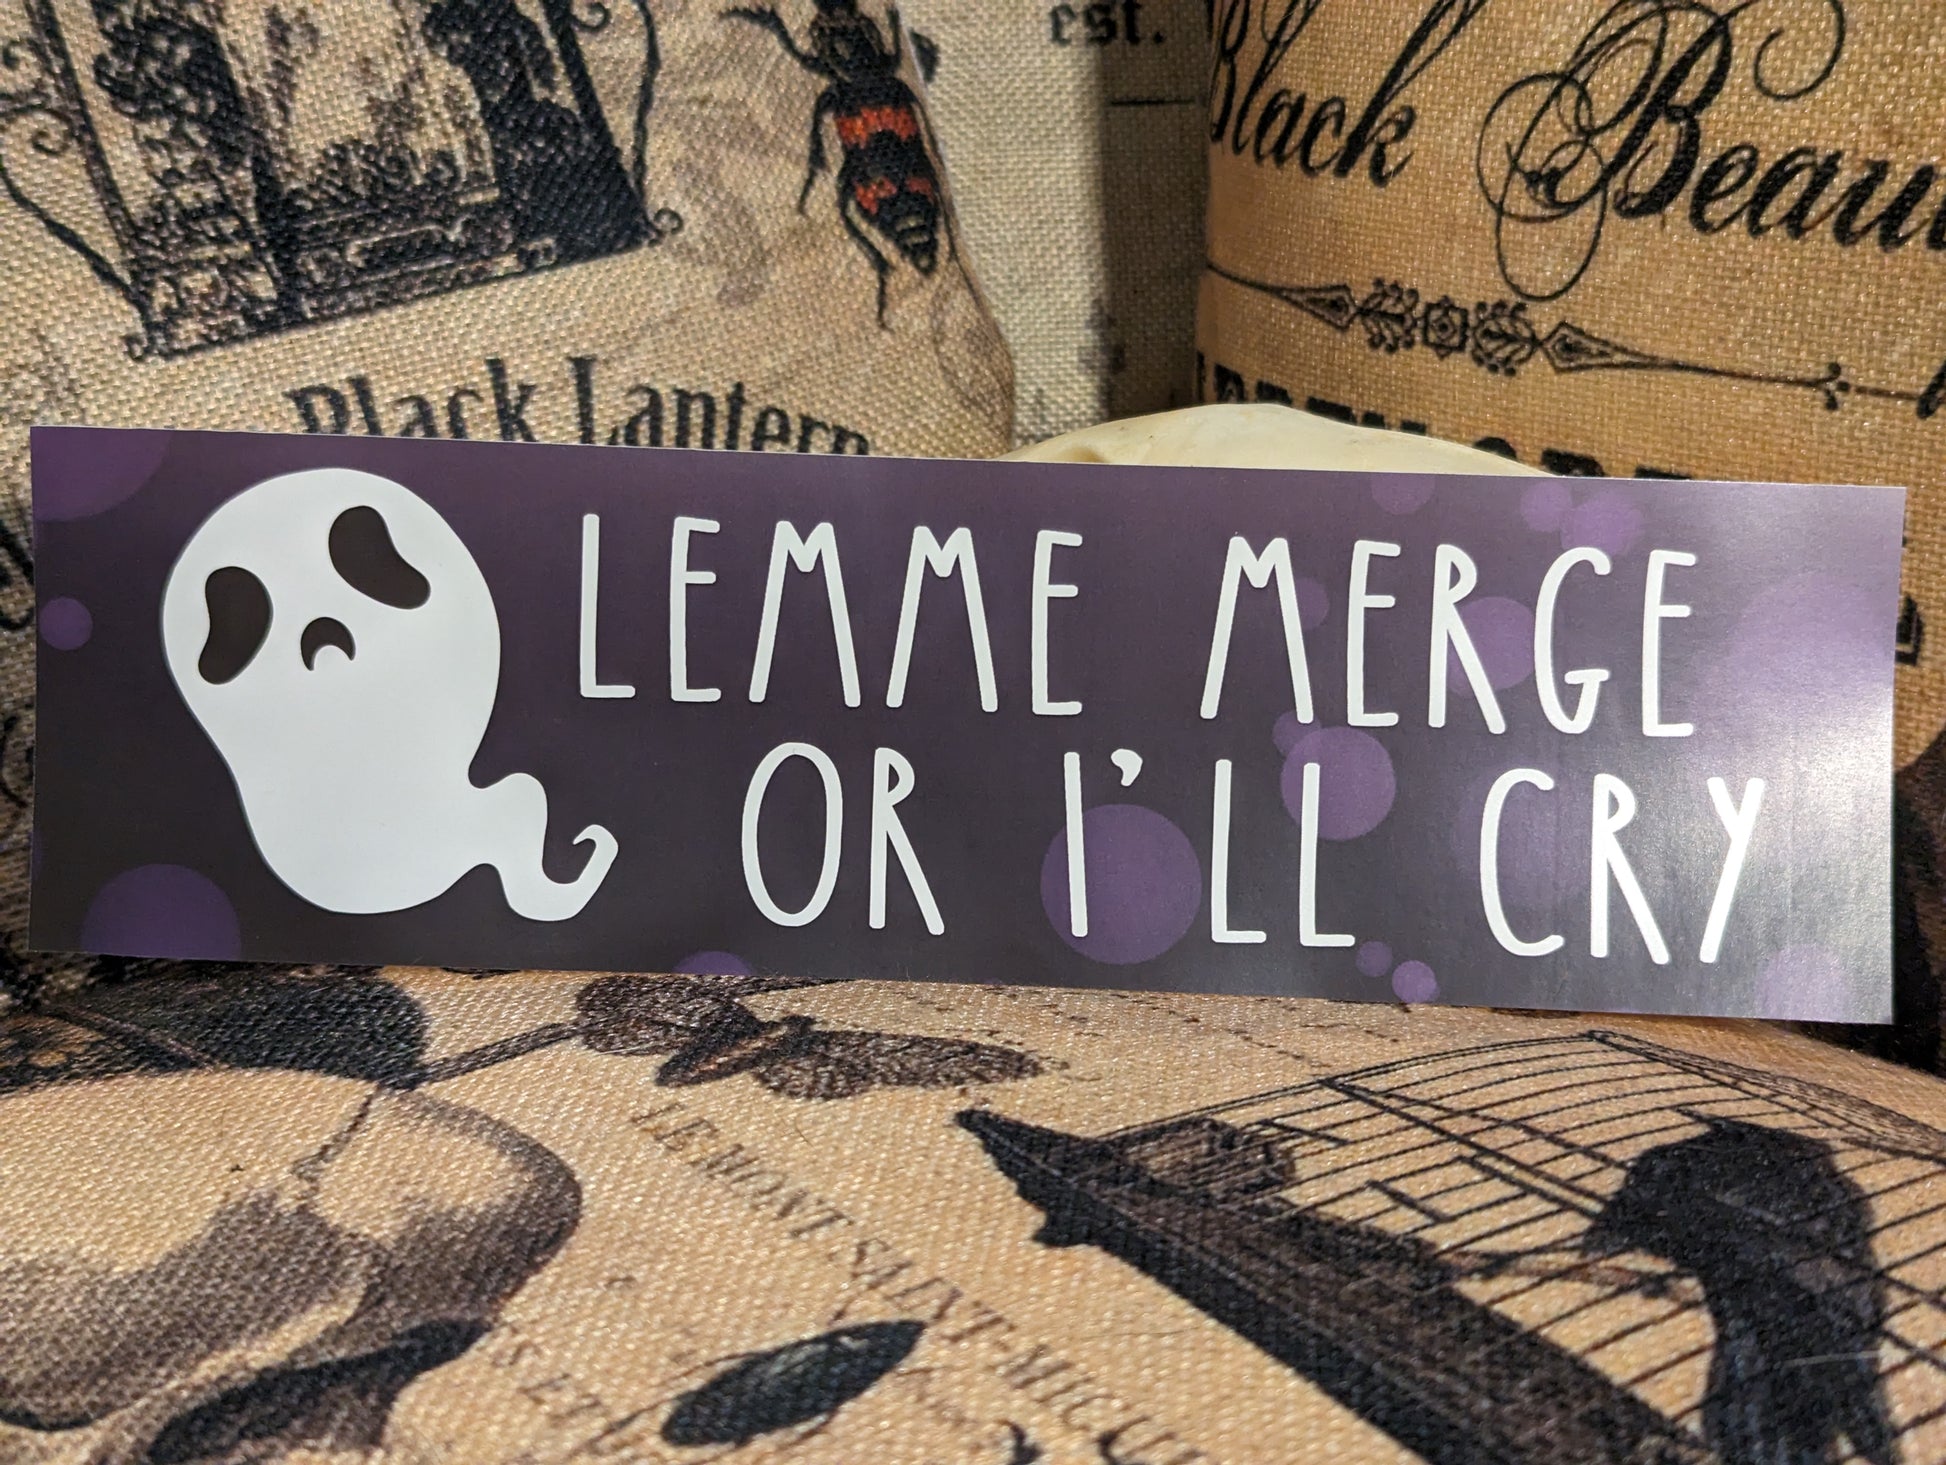 est.
Black Beau
Black Lantern
LEMME MERGE
OR I'LL CRY